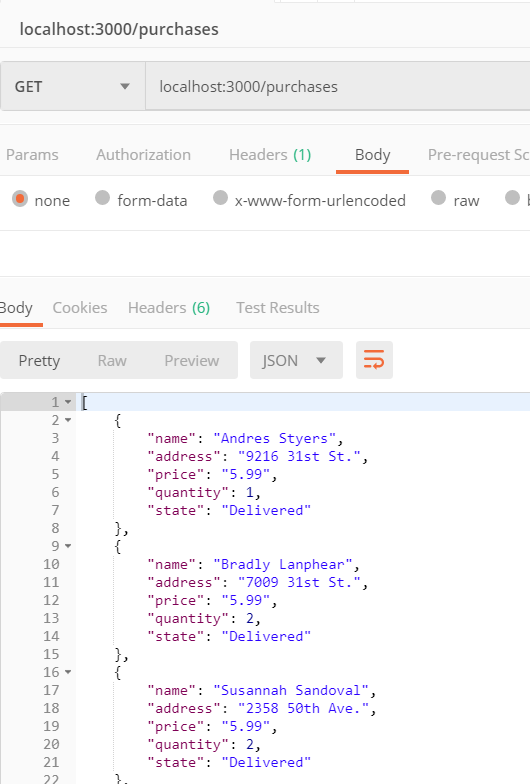 localhost:3000/purchases
GET localhost:3000/purchases
Params Authorization Headers (1) Body Pre-request Sc
none form-data x-www-form-urlencoded raw
Body Cookies Headers (6) Test Results
Pretty Raw Preview JSON
1 [
2 {
3 "name": "Andres Styers",
4 "address": "9216 31st St.",
5 "price": "5.99",
6 "quantity": 1,
7 "state": "Delivered"
8 },
9 {
10 "name": "Bradly Lanphear",
11 "address": "7009 31st St.",
12 "price": "5.99",
13 "quantity": 2,
14 "state": "Delivered"
15 },
16 {
17 "name": "Susannah Sandoval",
18 "address": "2358 50th Ave.",
19 "price": "5.99",
20 "quantity": 2,
21 "state": "Delivered"
22 },